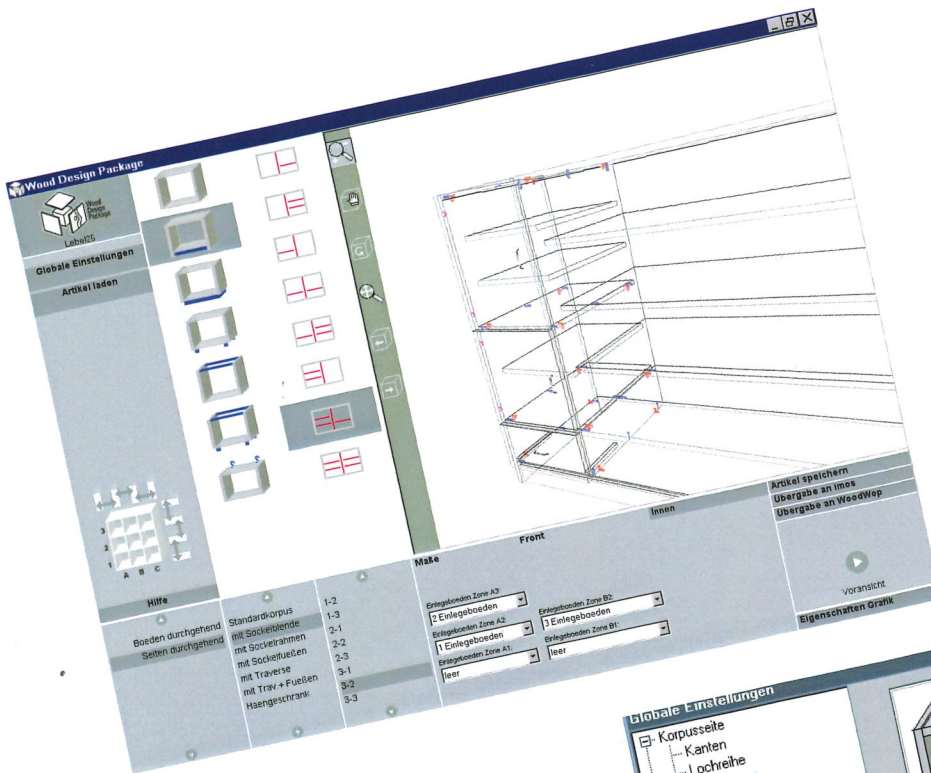 Wood Design Package
Wood
Design
Package
Lebel26
Globale Einstellungen
Artikel laden
3
2
1
A B C
Hilfe
Boeden durchgehend
Seiten durchgehend
Standardkorpus
mit Sockelblende
mit Sockelrahmen
mit Sockelfueßen
mit Traverse
mit Trav.+ Fueßen
Haengeschrank
1-2
1-3
2-1
2-2
2-3
3-1
3-2
3-3
Maße
Front
Innen
Einlegeboeden Zone A3:
2 Einlegeboeden
Einlegeboeden Zone A2:
1 Einlegeboeden
Einlegeboeden Zone A1:
leer
Einlegeboeden Zone B2:
3 Einlegeboeden
Einlegeboeden Zone B1:
leer
Artikel speichern
Übergabe an Imos
Übergabe an WoodWop
Voransicht
Eigenschaften Grafik
Globale Einstellungen
Korpusseite
Kanten
Lochreihe